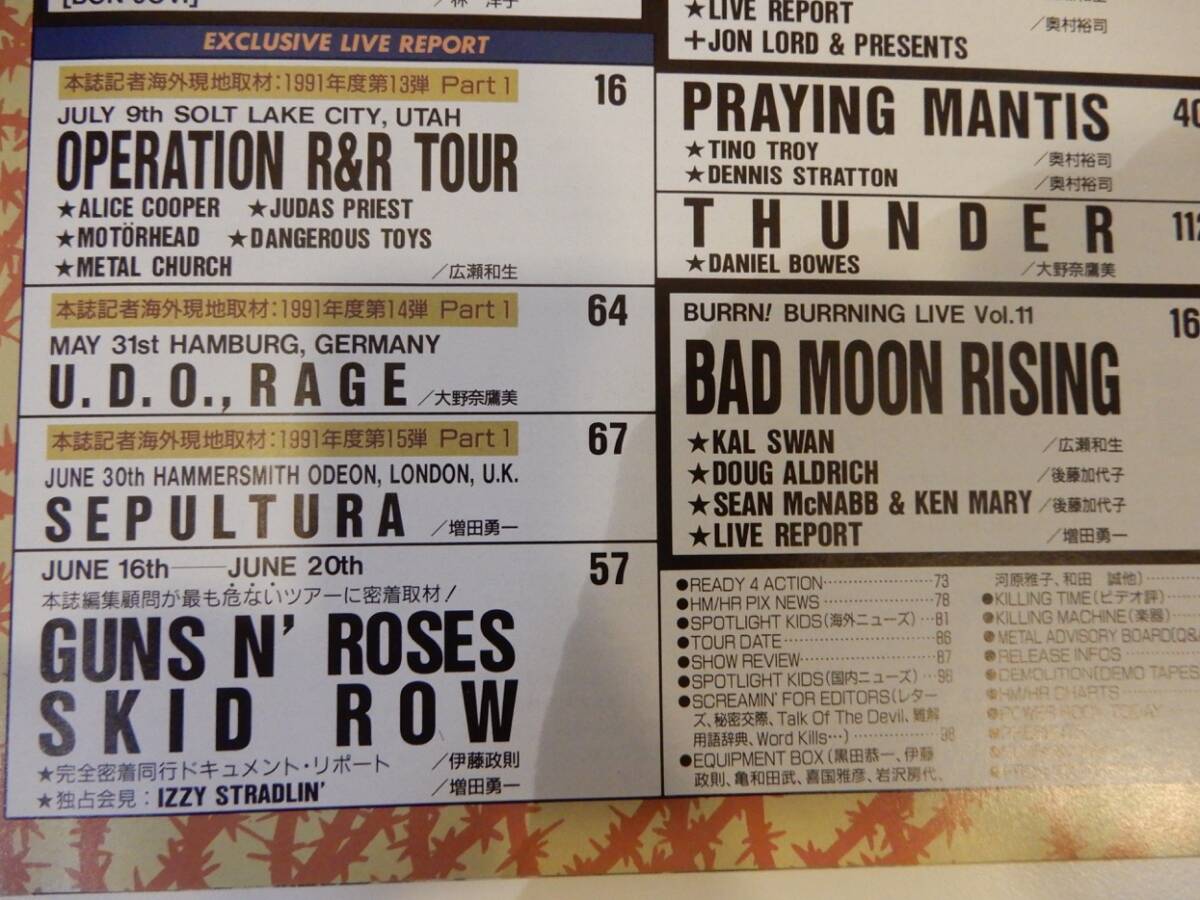 [BON JOVI]
EXCLUSIVE LIVE REPORT
本誌記者海外現地取材:1991年度第13弾 Part 1
16
JULY 9th SOLT LAKE CITY, UTAH
OPERATION R&R TOUR
★ALICE COOPER ★JUDAS PRIEST
★MOTÖRHEAD ★DANGEROUS TOYS
★METAL CHURCH
/広瀬和生
本誌記者海外現地取材:1991年度第14弾 Part 1
64
MAY 31st HAMBURG, GERMANY
U.D.O., RAGE
/大野奈鷹美
本誌記者海外現地取材:1991年度第15弾 Part 1
67
JUNE 30th HAMMERSMITH ODEON, LONDON, U.K.
SEPULTURA
/増田勇一
JUNE 16th——JUNE 20th
57
本誌編集顧問が最も危ないツアーに密着取材!
GUNS N' ROSES
SKID ROW
★完全密着同行ドキュメント・リポート
/伊藤政則
★独占会見:IZZY STRADLIN'
/増田勇一
★LIVE REPORT
/奥村裕司
+JON LORD & PRESENTS
PRAYING MANTIS
40
★TINO TROY
/奥村裕司
★DENNIS STRATTON
/奥村裕司
THUNDER
112
★DANIEL BOWES
/大野奈鷹美
BURRN! BURRNING LIVE Vol.11
BAD MOON RISING
★KAL SWAN
/広瀬和生
★DOUG ALDRICH
/後藤加代子
★SEAN McNABB & KEN MARY
/後藤加代子
★LIVE REPORT
/増田勇一
●READY 4 ACTION……………73
●HM/HR PIX NEWS……………78
●SPOTLIGHT KIDS(海外ニューズ)…81
●TOUR DATE……………86
●SHOW REVIEW……………87
●SPOTLIGHT KIDS(国内ニューズ)…96
●SCREAMIN' FOR EDITORS(レター
ズ、秘密交際、Talk Of The Devil、難解
用語辞典、Word Kills…)……………98
●EQUIPMENT BOX(黒田恭一、伊藤
政則、亀和田武、喜国雅彦、岩沢房代、
河原雅子、和田 誠他)
●KILLING TIME(ビデオ評)
●KILLING MACHINE(楽器)
●METAL ADVISORY BOARD[Q&
●RELEASE INFOS
●DEMOLITION[DEMO TAPES
●HM/HR CHARTS
●POWER ROCK TODAY